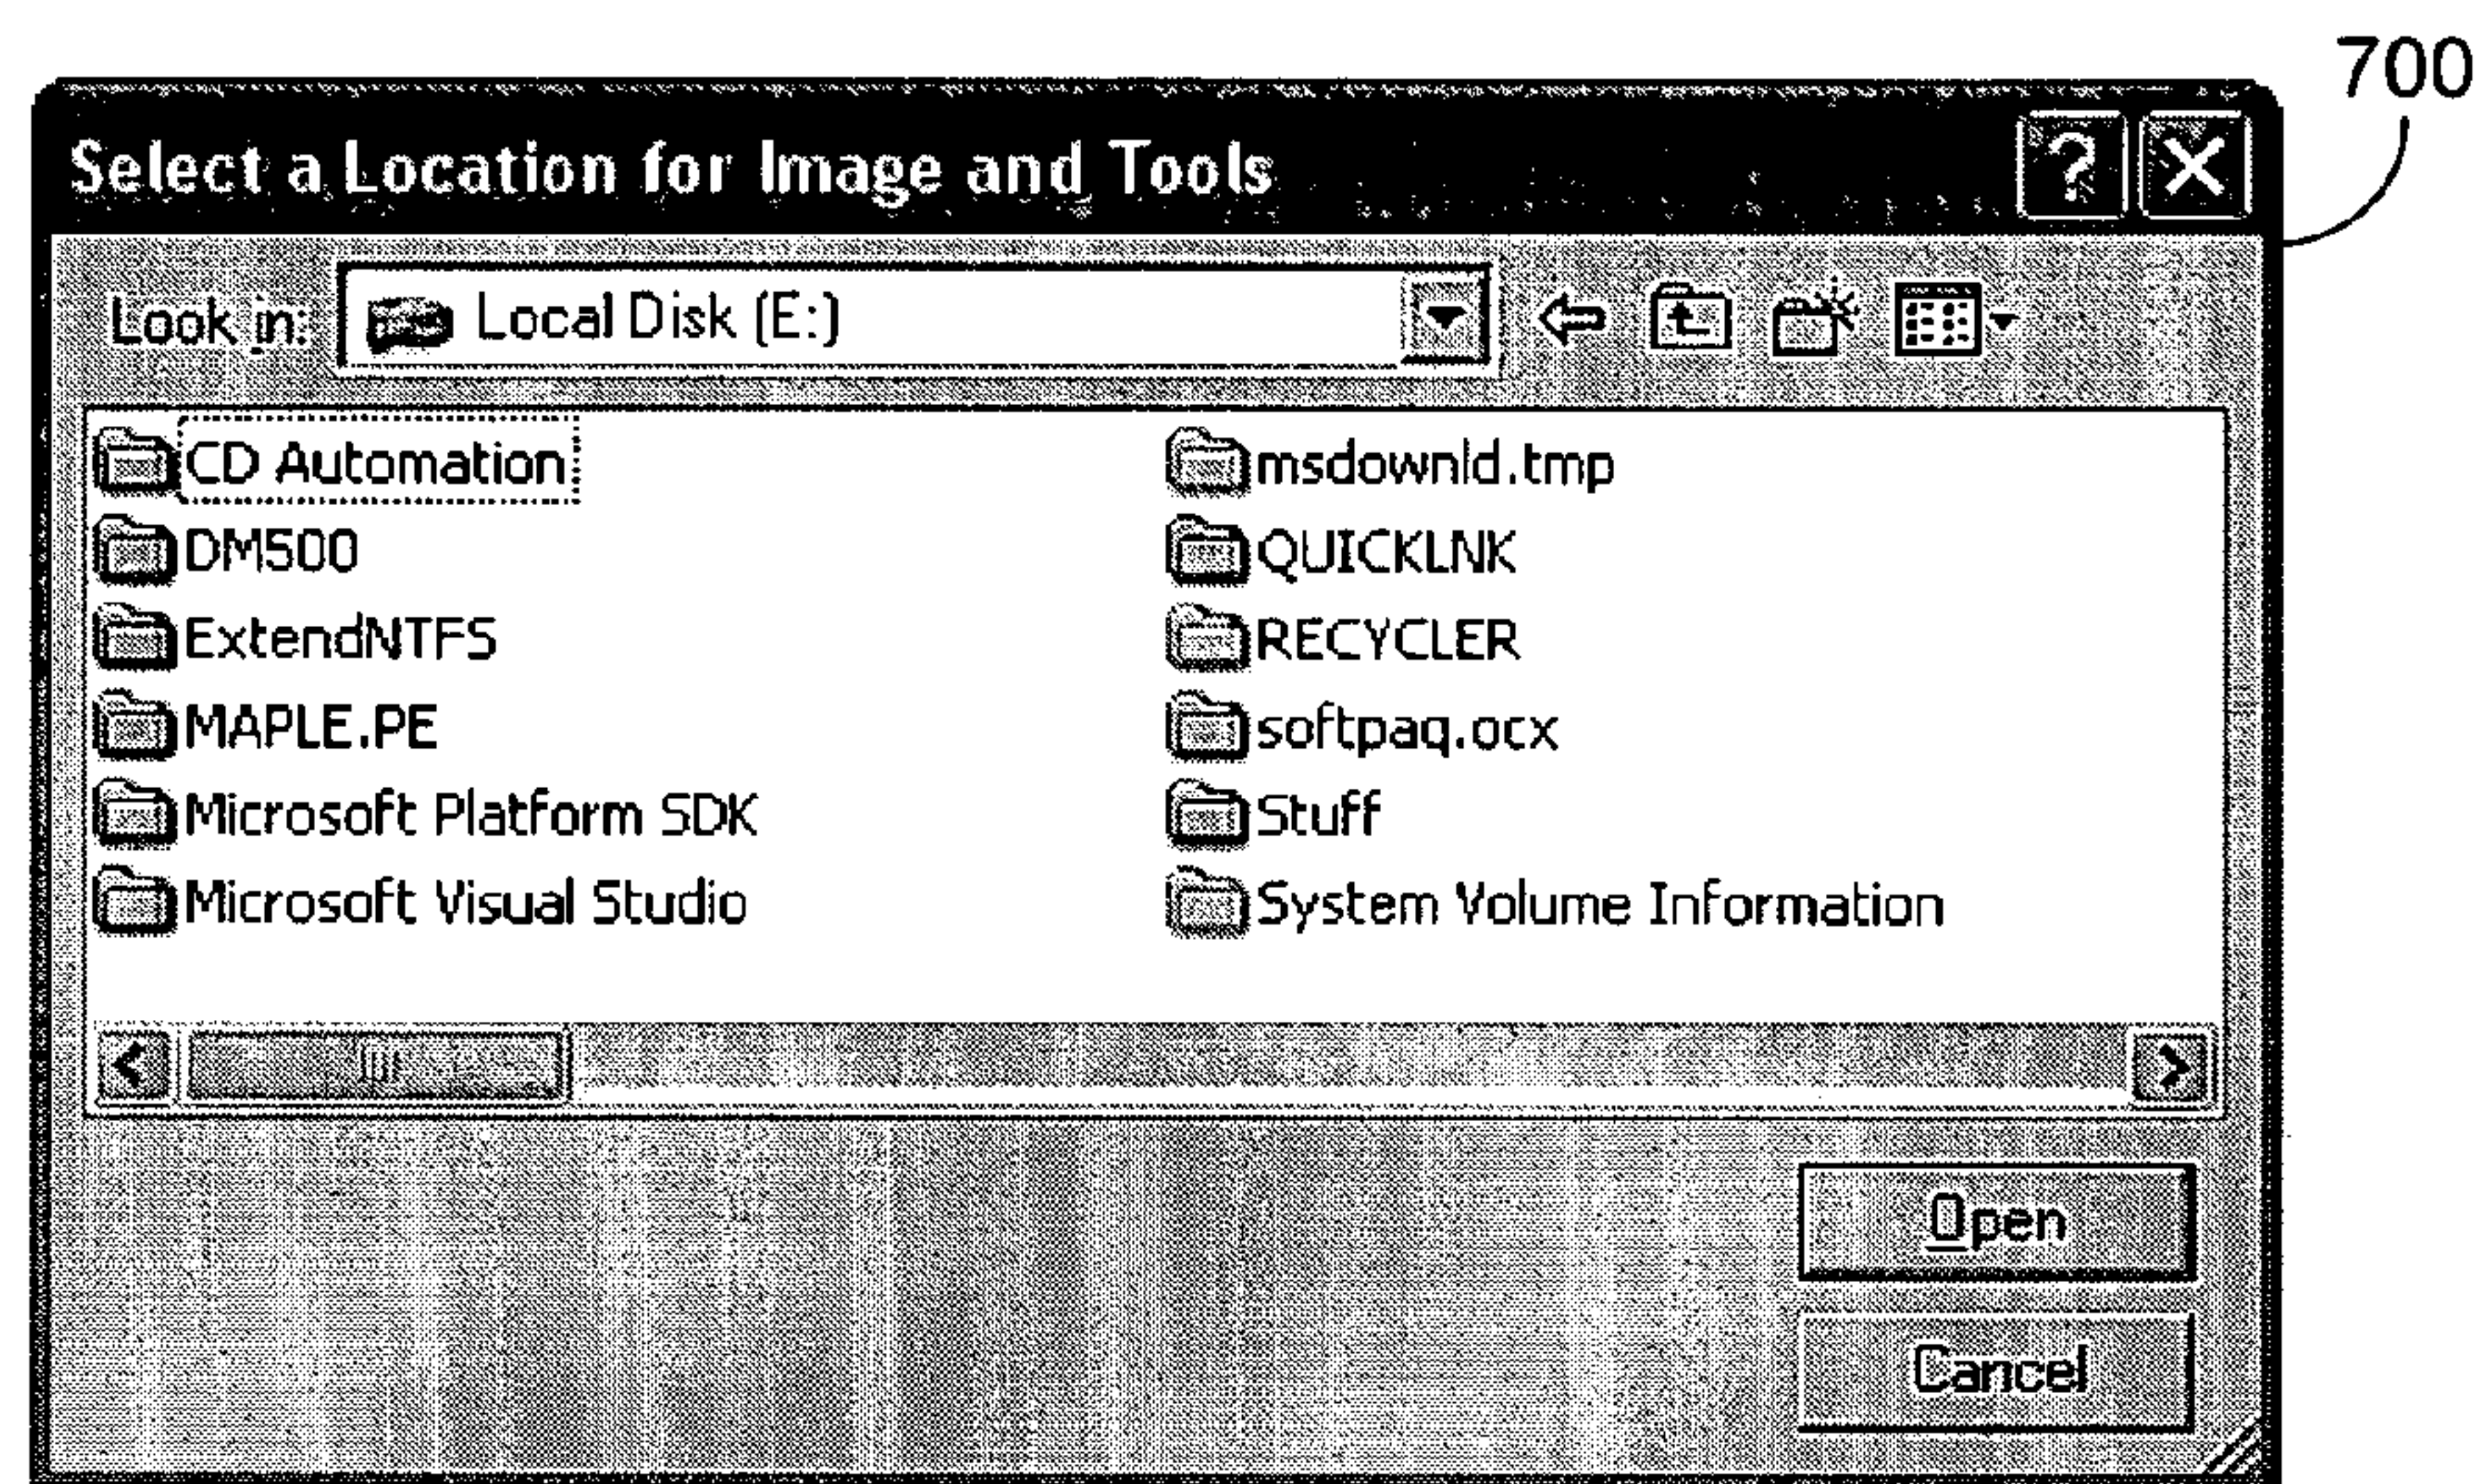 700
Select a Location for Image and Tools
Look in:
Local Disk (E:)
CD Automation
DM500
ExtendNTFS
MAPLE.PE
Microsoft Platform SDK
Microsoft Visual Studio
msdownld.tmp
QUICKLNK
RECYCLER
softpaq.ocx
Stuff
System Volume Information
Open
Cancel